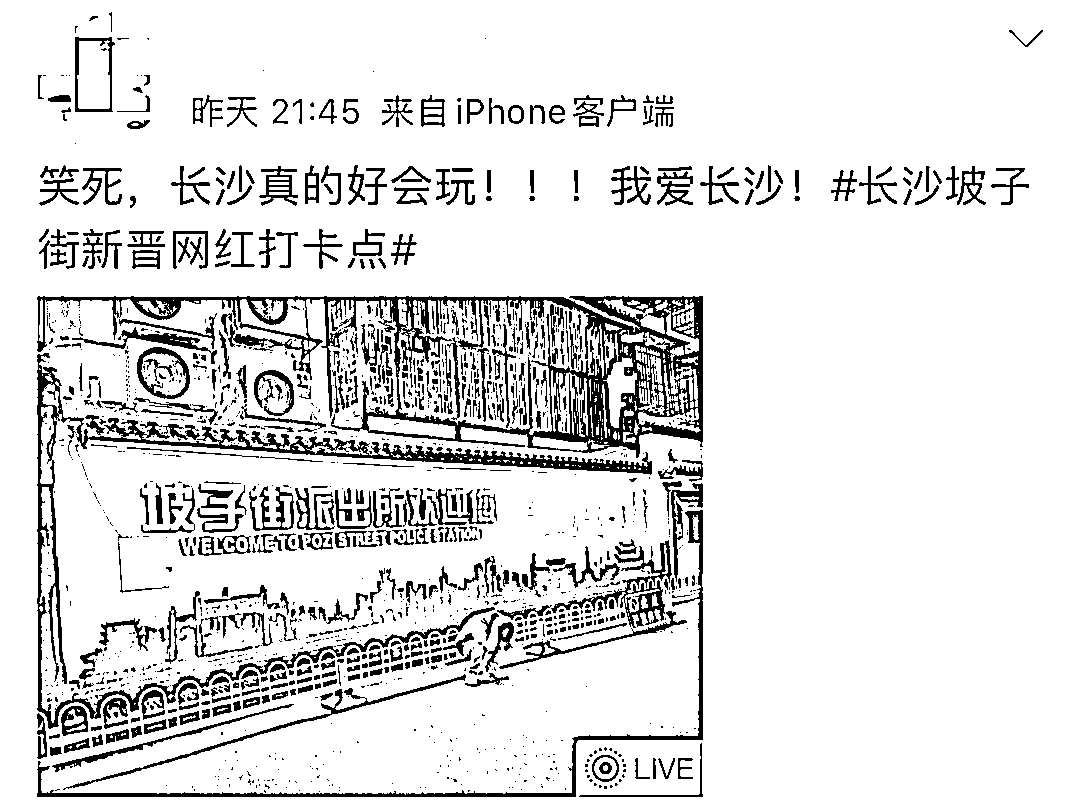 昨天 21:45 来自iPhone客户端
笑死，长沙真的好会玩！！！我爱长沙！#长沙坡子
街新晋网红打卡点#
坡子街派出所欢迎您
WELCOME TO POZI STREET POLICE STATION
LIVE